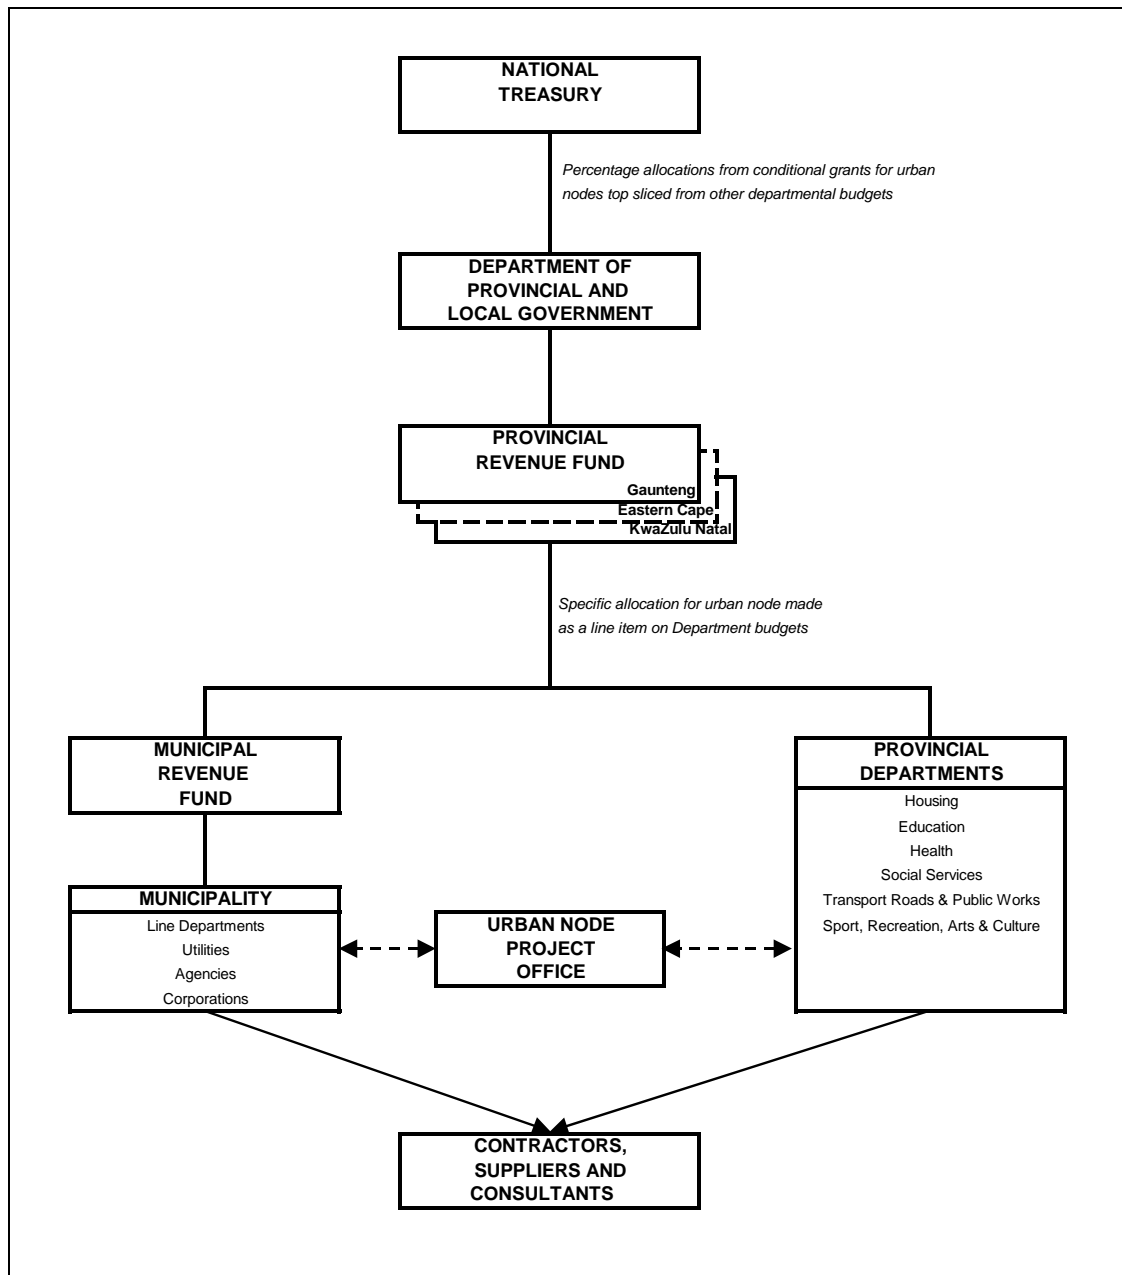 NATIONAL
TREASURY
Percentage allocations from conditional grants for urban
nodes top sliced from other departmental budgets
DEPARTMENT OF
PROVINCIAL AND
LOCAL GOVERNMENT
PROVINCIAL
REVENUE FUND
Gaunteng
Eastern Cape
KwaZulu Natal
Specific allocation for urban node made
as a line item on Department budgets
MUNICIPAL
REVENUE
FUND
PROVINCIAL
DEPARTMENTS
Housing
Education
Health
Social Services
Transport Roads & Public Works
Sport, Recreation, Arts & Culture
MUNICIPALITY
Line Departments
Utilities
Agencies
Corporations
URBAN NODE
PROJECT
OFFICE
CONTRACTORS,
SUPPLIERS AND
CONSULTANTS